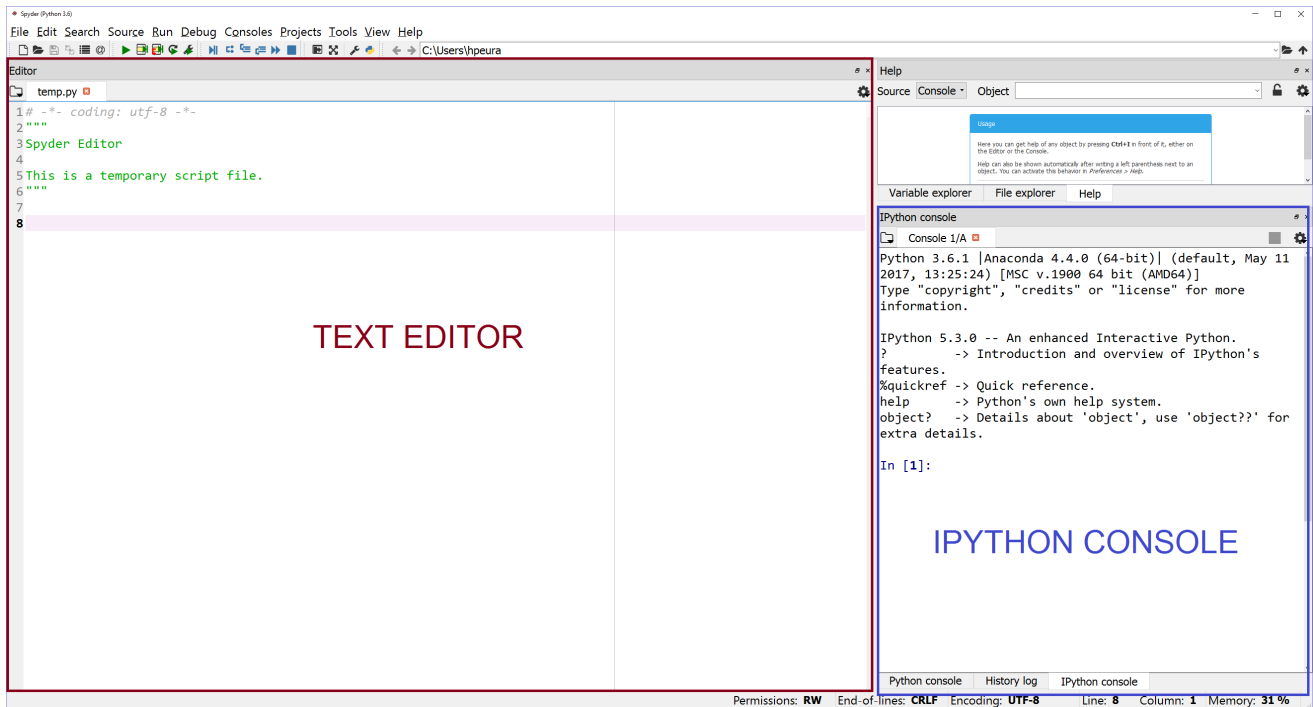 Spyder (Python 3.6)
File Edit Search Source Run Debug Consoles Projects Tools View Help
C:\Users\hpeura
Editor
temp.py
1 # -*- coding: utf-8 -*-
2 """
3 Spyder Editor
4
5 This is a temporary script file.
6 """
7
8
TEXT EDITOR
Help
Source Console Object
Usage
Here you can get help of any object by pressing Ctrl+I in front of it, either on
the Editor or the Console.
Help can also be shown automatically after writing a left parenthesis next to an
object. You can activate this behavior in Preferences > Help.
Variable explorer File explorer Help
IPython console
Console 1/A
Python 3.6.1 |Anaconda 4.4.0 (64-bit)| (default, May 11
2017, 13:25:24) [MSC v.1900 64 bit (AMD64)]
Type "copyright", "credits" or "license" for more
information.
IPython 5.3.0 -- An enhanced Interactive Python.
? -> Introduction and overview of IPython's
features.
%quickref -> Quick reference.
help -> Python's own help system.
object? -> Details about 'object', use 'object??' for
extra details.
In [1]:
IPYTHON CONSOLE
Python console History log IPython console
Permissions: RW End-of-lines: CRLF Encoding: UTF-8 Line: 8 Column: 1 Memory: 31 %